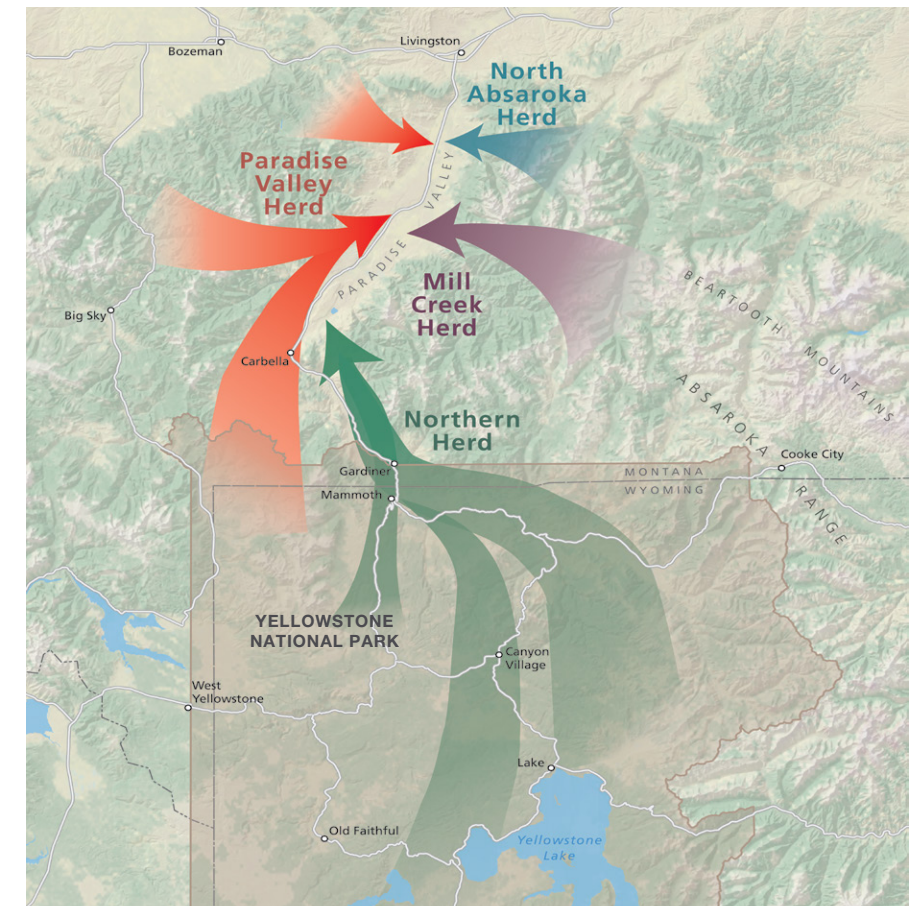 Livingston
Bozeman
North
Absaroka
Herd
Paradise
Valley
Herd
PARADISE VALLEY
Mill
Creek
Herd
Big Sky
BEARTOOTH MOUNTAINS
Carbella
ABSAROKA RANGE
Northern
Herd
Cooke City
Gardiner
MONTANA
WYOMING
Mammoth
YELLOWSTONE
NATIONAL PARK
Canyon
Village
West
Yellowstone
Lake
Old Faithful
Yellowstone
Lake